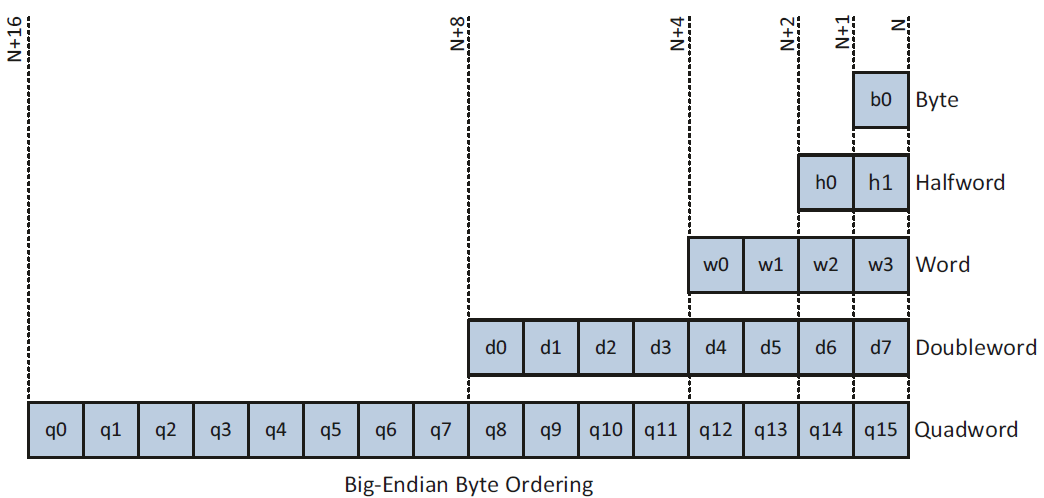 N+16 N+8 N+4 N+2 N+1 N
b0 Byte
h0 h1 Halfword
w0 w1 w2 w3 Word
d0 d1 d2 d3 d4 d5 d6 d7 Doubleword
q0 q1 q2 q3 q4 q5 q6 q7 q8 q9 q10 q11 q12 q13 q14 q15 Quadword
Big-Endian Byte Ordering